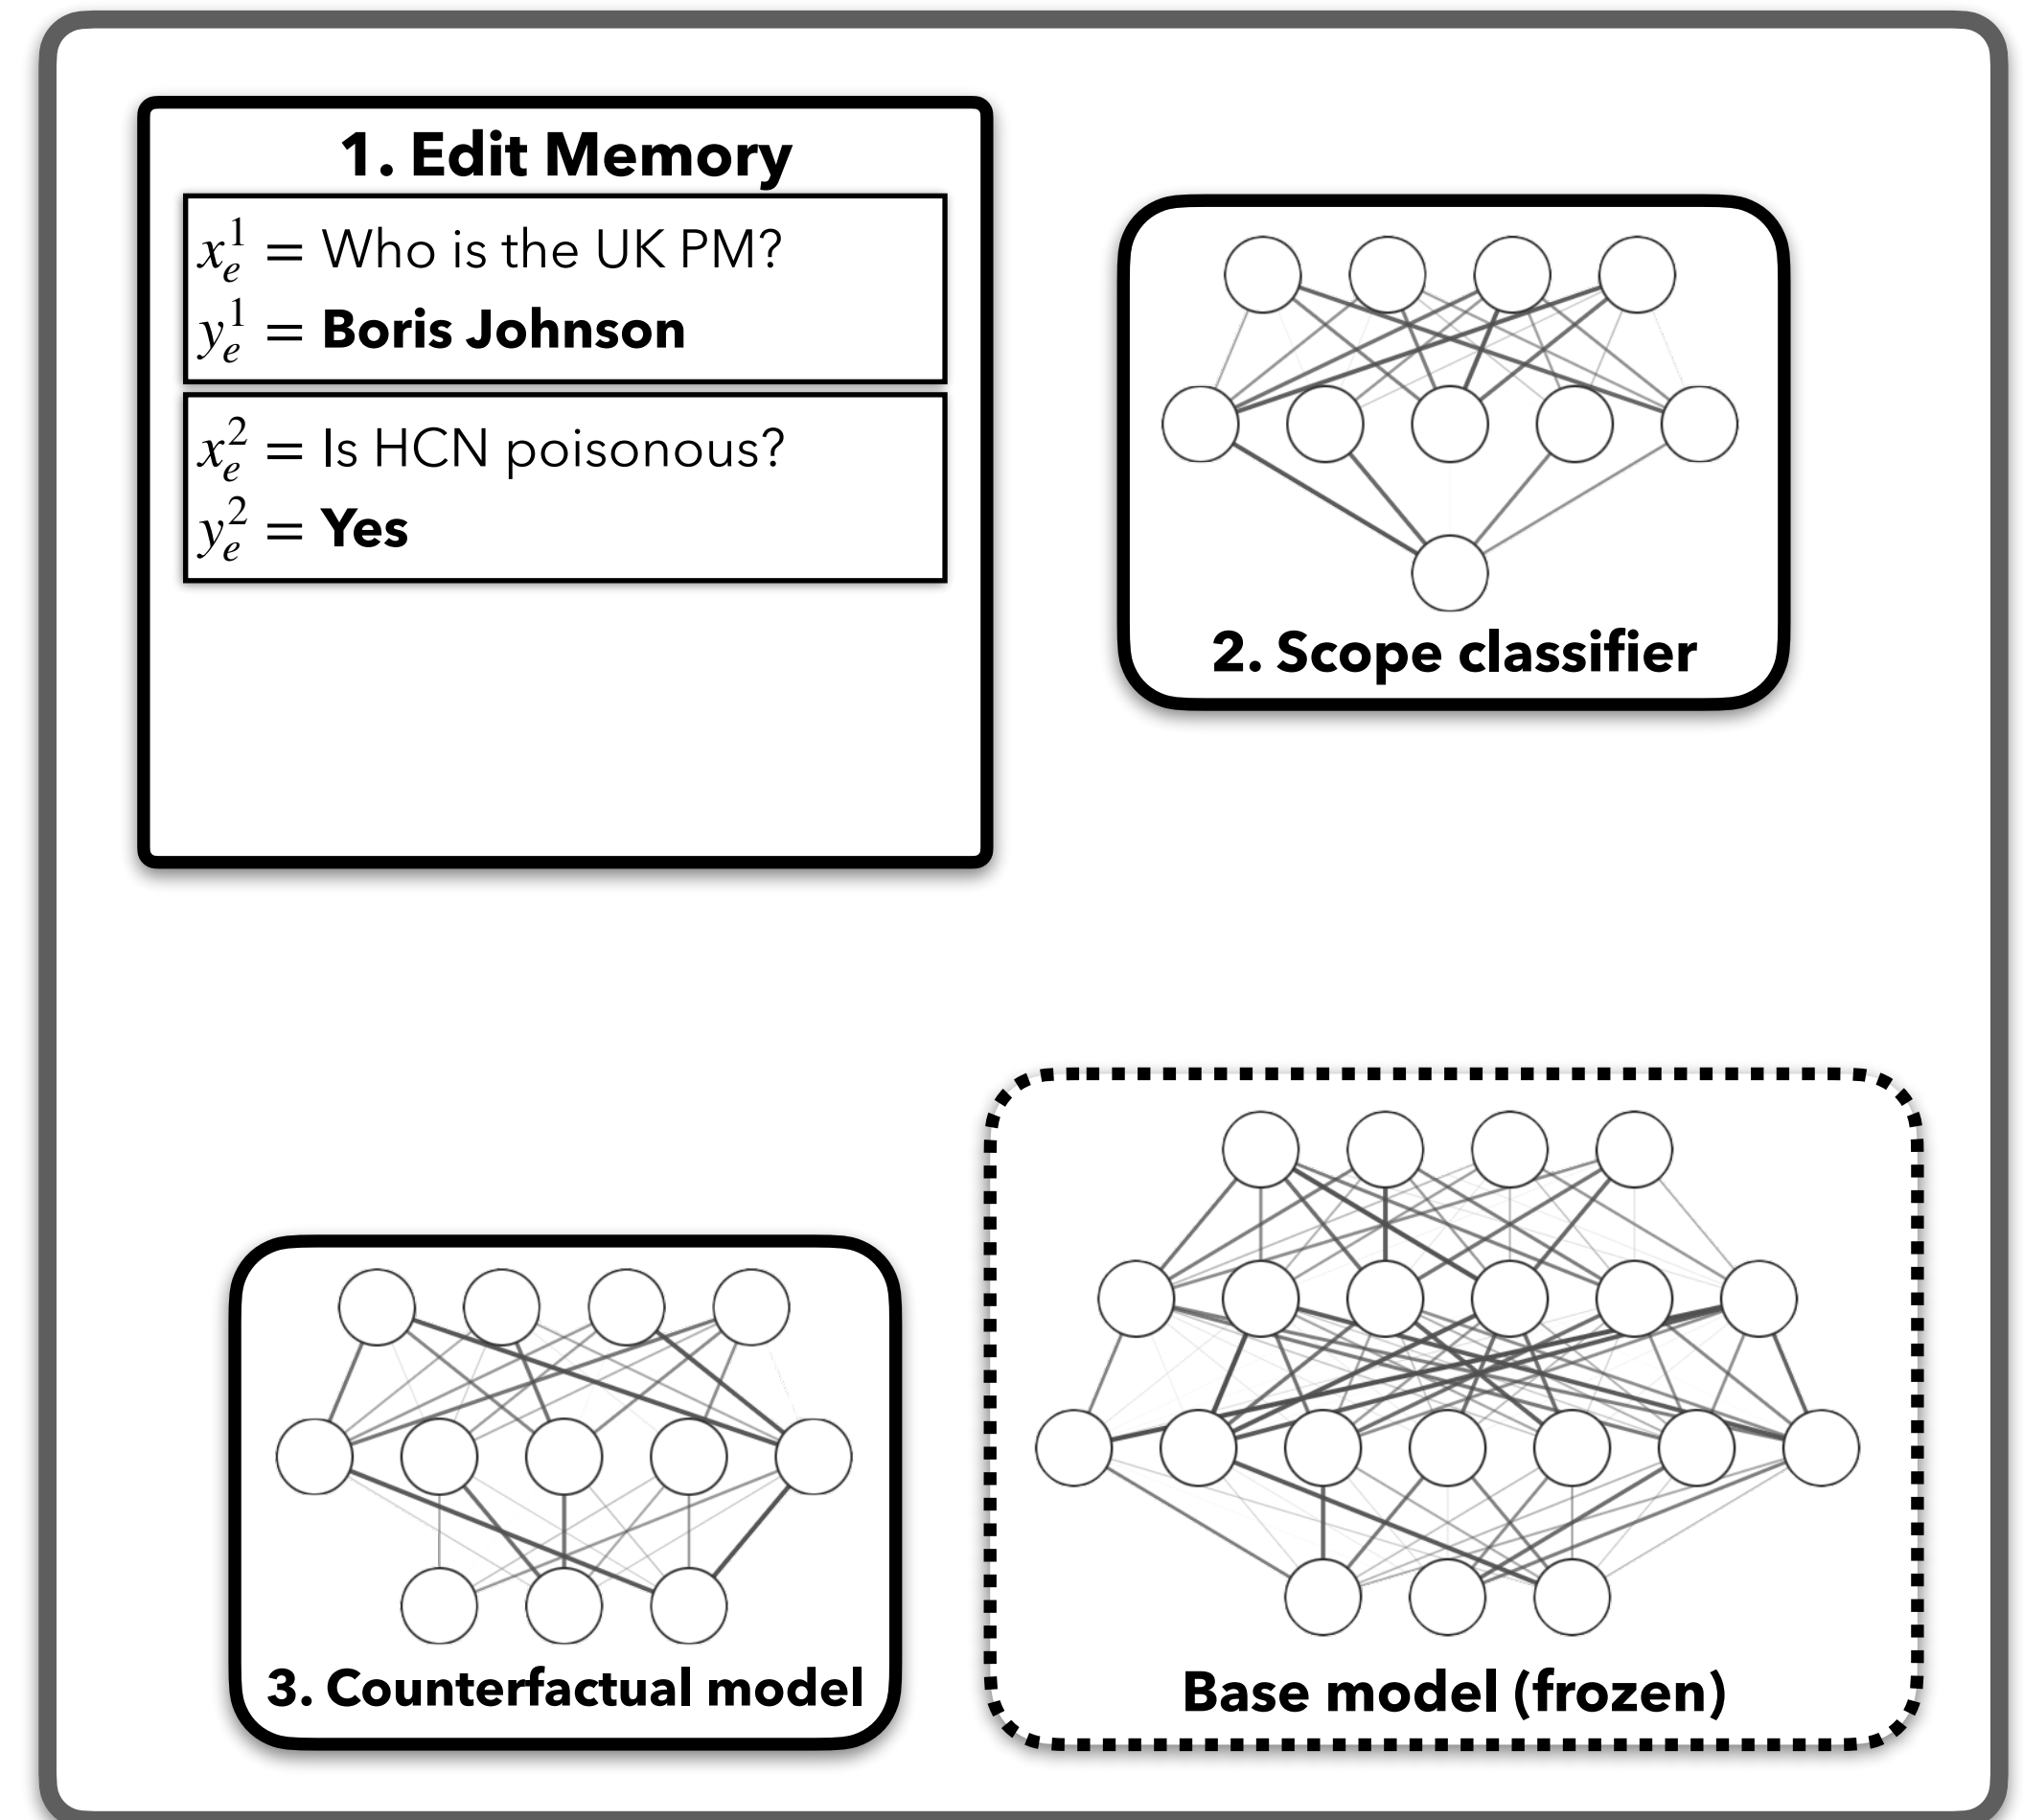 1. Edit Memory
x_e^1 = Who is the UK PM?
y_e^1 = Boris Johnson
x_e^2 = Is HCN poisonous?
y_e^2 = Yes
2. Scope classifier
3. Counterfactual model
Base model (frozen)